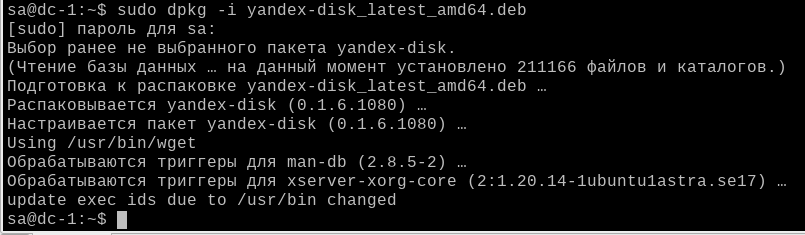 sa@dc-1:~$ sudo dpkg -i yandex-disk_latest_amd64.deb
[sudo] пароль для sa:
Выбор ранее не выбранного пакета yandex-disk.
(Чтение базы данных … на данный момент установлено 211166 файлов и каталогов.)
Подготовка к распаковке yandex-disk_latest_amd64.deb …
Распаковывается yandex-disk (0.1.6.1080) …
Настраивается пакет yandex-disk (0.1.6.1080) …
Using /usr/bin/wget
Обрабатываются триггеры для man-db (2.8.5-2) …
Обрабатываются триггеры для xserver-xorg-core (2:1.20.14-1ubuntu1astra.se17) …
update exec ids due to /usr/bin changed
sa@dc-1:~$